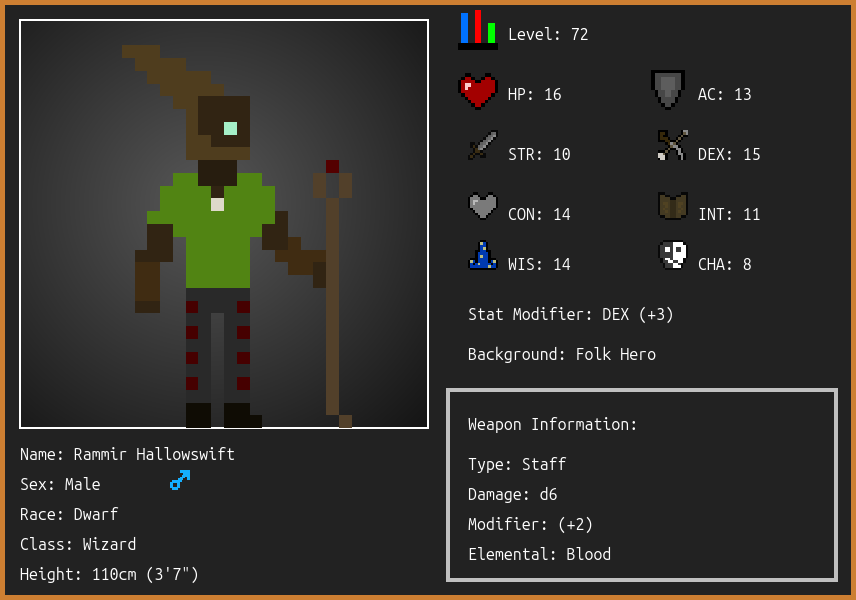 Level: 72
HP: 16
AC: 13
STR: 10
DEX: 15
CON: 14
INT: 11
WIS: 14
CHA: 8
Stat Modifier: DEX (+3)
Background: Folk Hero
Weapon Information:
Type: Staff
Damage: d6
Modifier: (+2)
Elemental: Blood
Name: Rammir Hallowswift
Sex: Male
Race: Dwarf
Class: Wizard
Height: 110cm (3'7")